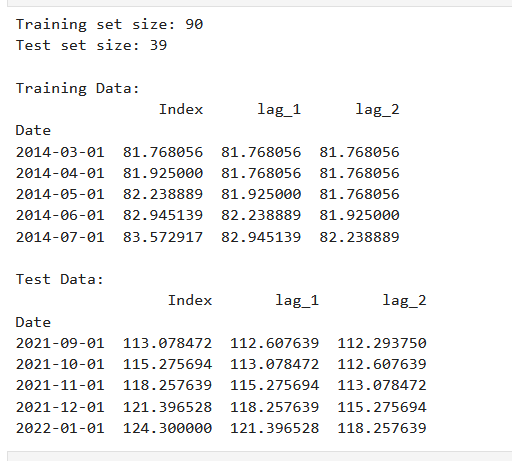 Training set size: 90
Test set size: 39
Training Data:
Index lag_1 lag_2
Date
2014-03-01 81.768056 81.768056 81.768056
2014-04-01 81.925000 81.768056 81.768056
2014-05-01 82.238889 81.925000 81.768056
2014-06-01 82.945139 82.238889 81.925000
2014-07-01 83.572917 82.945139 82.238889
Test Data:
Index lag_1 lag_2
Date
2021-09-01 113.078472 112.607639 112.293750
2021-10-01 115.275694 113.078472 112.607639
2021-11-01 118.257639 115.275694 113.078472
2021-12-01 121.396528 118.257639 115.275694
2022-01-01 124.300000 121.396528 118.257639